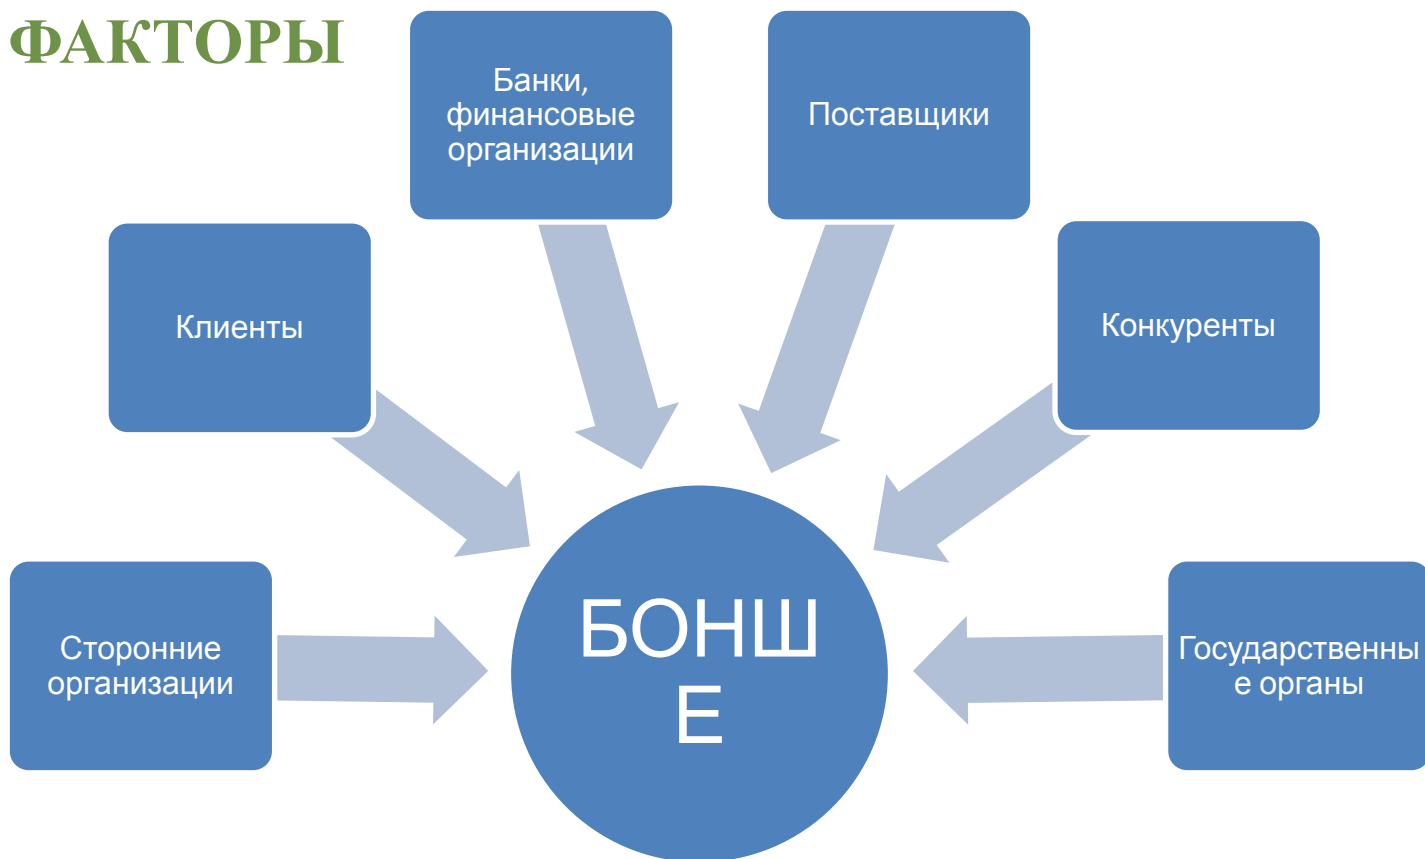 ФАКТОРЫ
Банки,
финансовые
организации
Поставщики
Клиенты
Конкуренты
Сторонние
организации
БОНШ
Е
Государственны
е органы